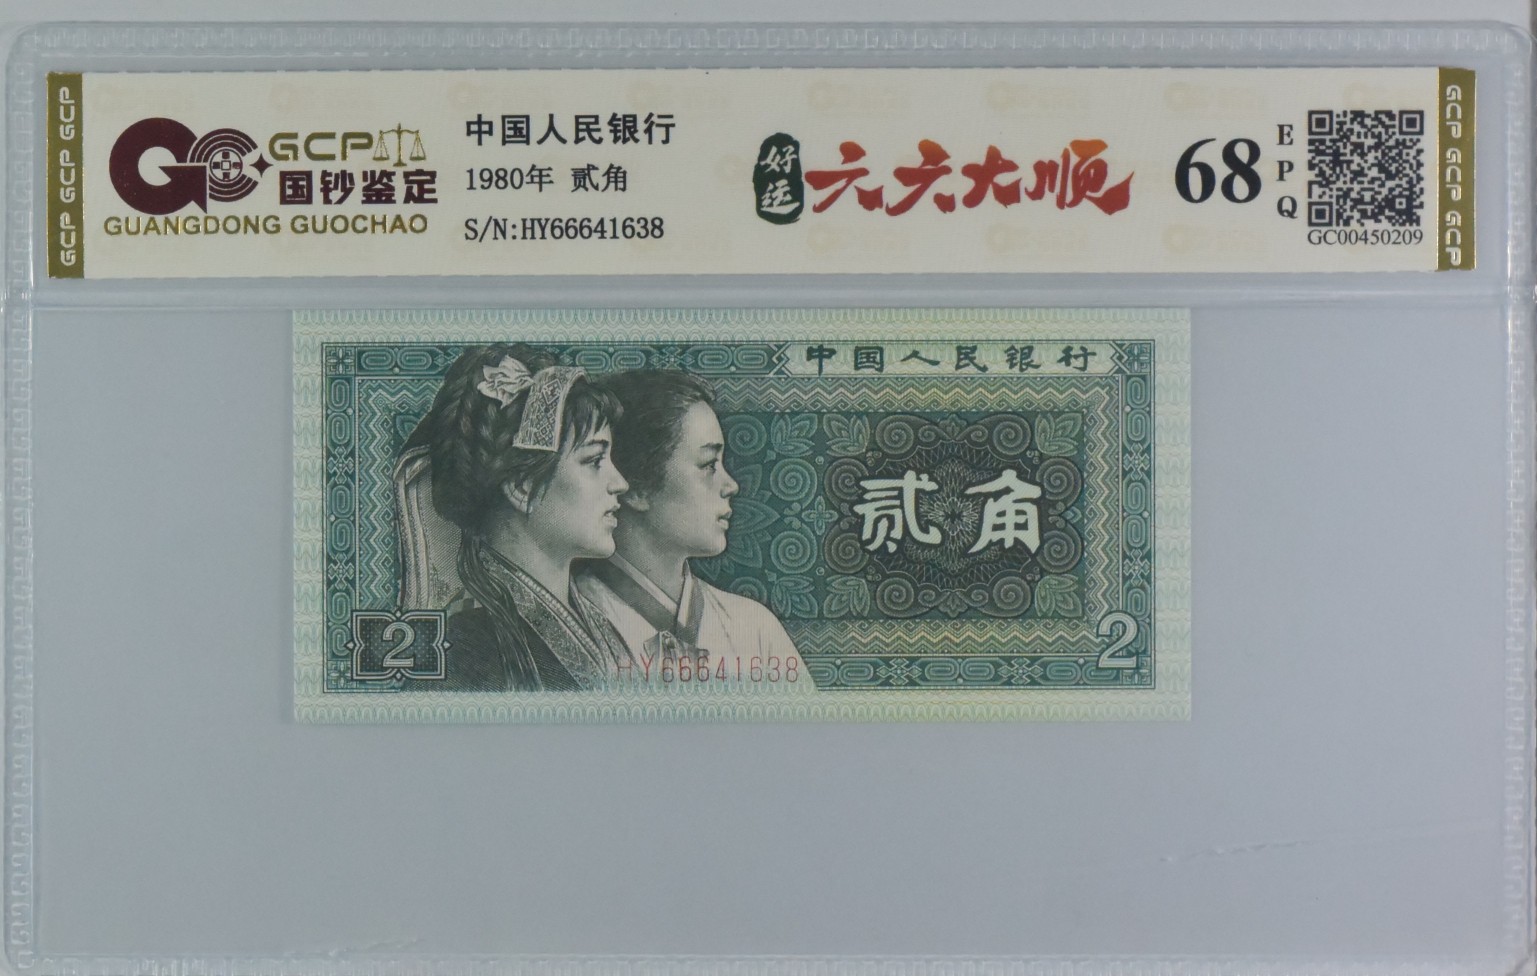 GCP GCP GCP
GCP
国钞鉴定
GUANGDONG GUOCHAO
中国人民银行
1980年 贰角
S/N:HY66641638
好运
六六大顺
68
EPQ
GC00450209
GCP GCP GCP
中国人民银行
贰角
2
2
HY66641638